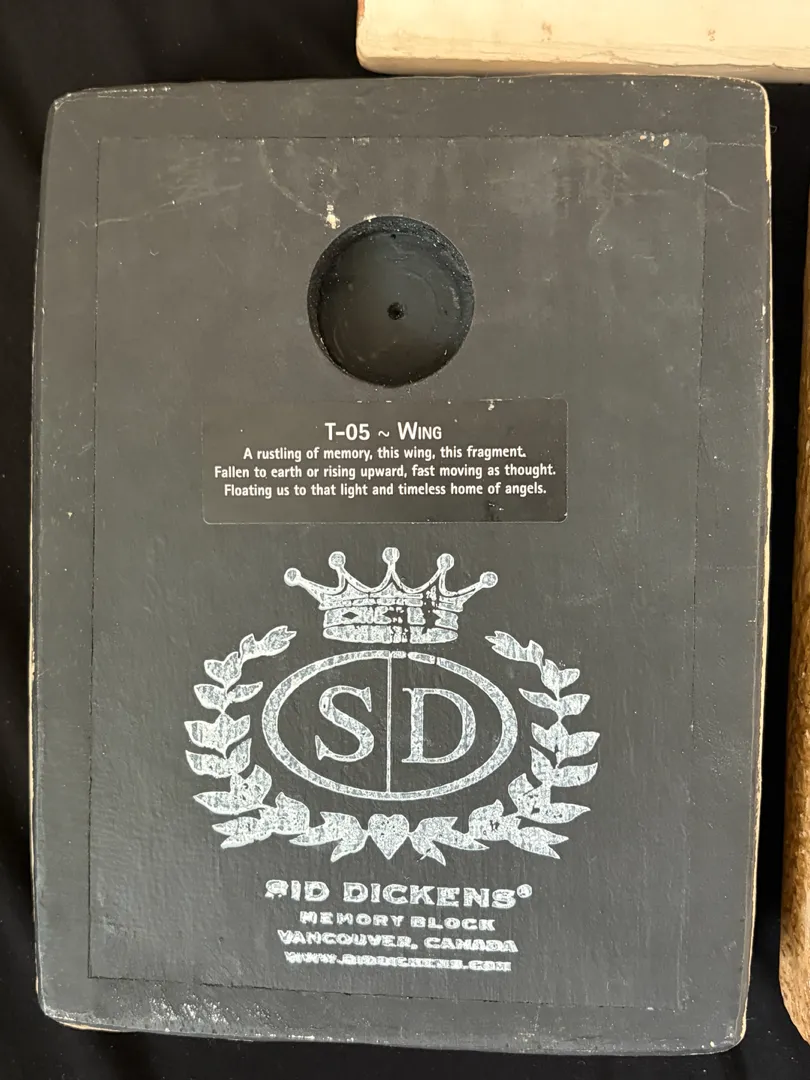 T-05 ~ WING
A rustling of memory, this wing, this fragment.
Fallen to earth or rising upward, fast moving as thought.
Floating us to that light and timeless home of angels.
S D
SID DICKENS®
MEMORY BLOCK
VANCOUVER, CANADA
WWW.SIDDICKENS.COM